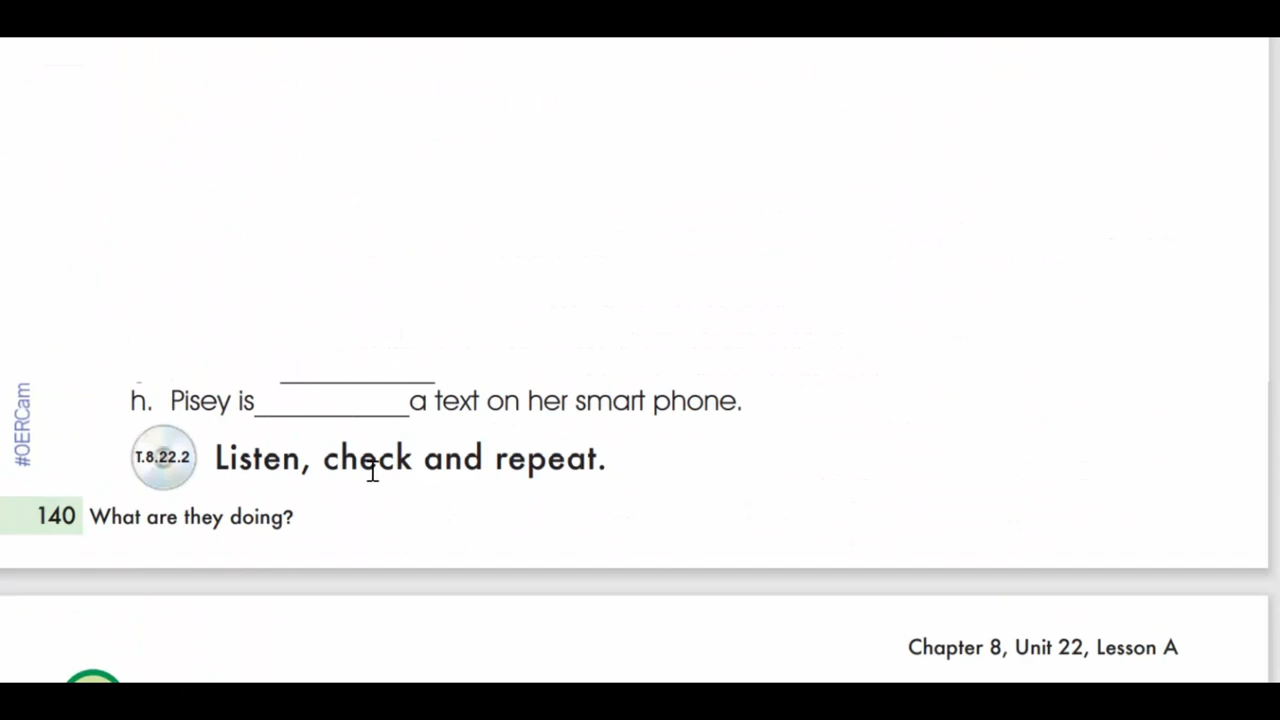 h. Pisey is__________a text on her smart phone.
T.8.22.2 Listen, check and repeat.
#OERCam
140 What are they doing?
Chapter 8, Unit 22, Lesson A